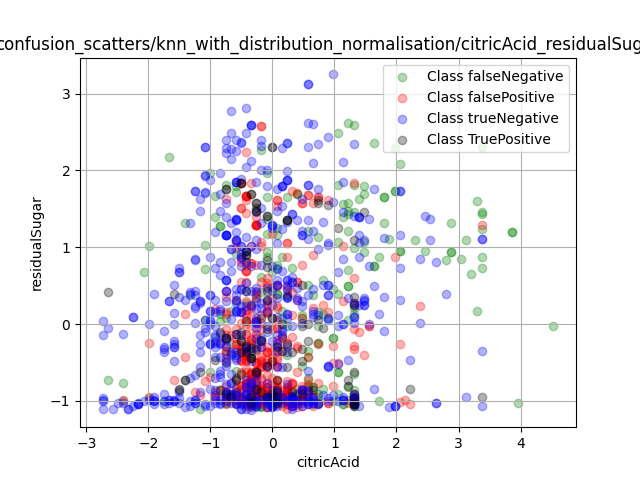 confusion_scatters/knn_with_distribution_normalisation/citricAcid_residualSug
Class falseNegative
Class falsePositive
Class trueNegative
Class TruePositive
residualSugar
3
2
1
0
−1
−3 −2 −1 0 1 2 3 4
citricAcid